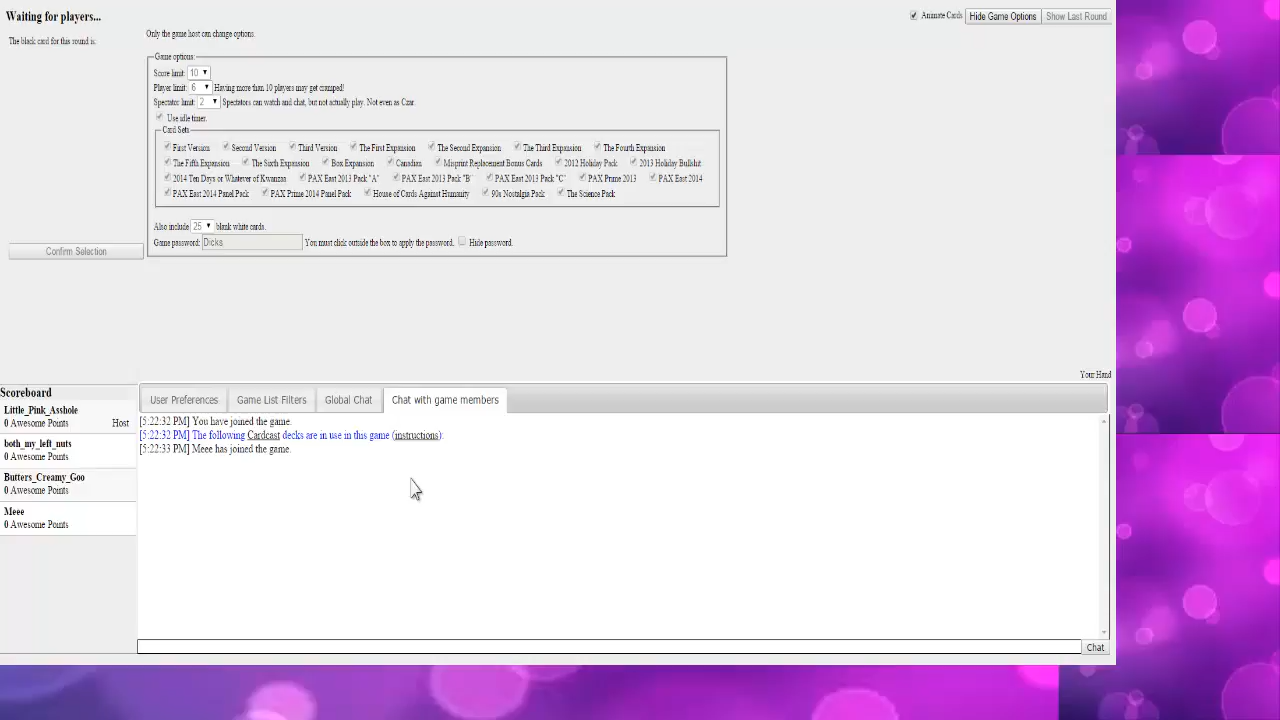 Waiting for players...
Animate Cards Hide Game Options Show Last Round
The black card for this round is:
Only the game host can change options.
Game options:
Score limit: 10
Player limit: 6 Having more than 10 players may get cramped!
Spectator limit: 2 Spectators can watch and chat, but not actually play. Not even as Czar.
Use idle timer.
Card Sets
First Version Second Version Third Version The First Expansion The Second Expansion The Third Expansion The Fourth Expansion
The Fifth Expansion The Sixth Expansion Box Expansion Canadian Misprint Replacement Bonus Cards 2012 Holiday Pack 2013 Holiday Bullshit
2014 Ten Days or Whatever of Kwanzaa PAX East 2013 Pack "A" PAX East 2013 Pack "B" PAX East 2013 Pack "C" PAX Prime 2013 PAX East 2014
PAX East 2014 Panel Pack PAX Prime 2014 Panel Pack House of Cards Against Humanity 90s Nostalgia Pack The Science Pack
Also include 25 blank white cards.
Game password: Dicks You must click outside the box to apply the password. Hide password.
Confirm Selection
Your Hand
Scoreboard
Little_Pink_Asshole
0 Awesome Points Host
both_my_left_nuts
0 Awesome Points
Butters_Creamy_Goo
0 Awesome Points
Meee
0 Awesome Points
User Preferences Game List Filters Global Chat Chat with game members
[5:22:32 PM] You have joined the game.
[5:22:32 PM] The following Cardcast decks are in use in this game (instructions):
[5:22:33 PM] Meee has joined the game.
Chat